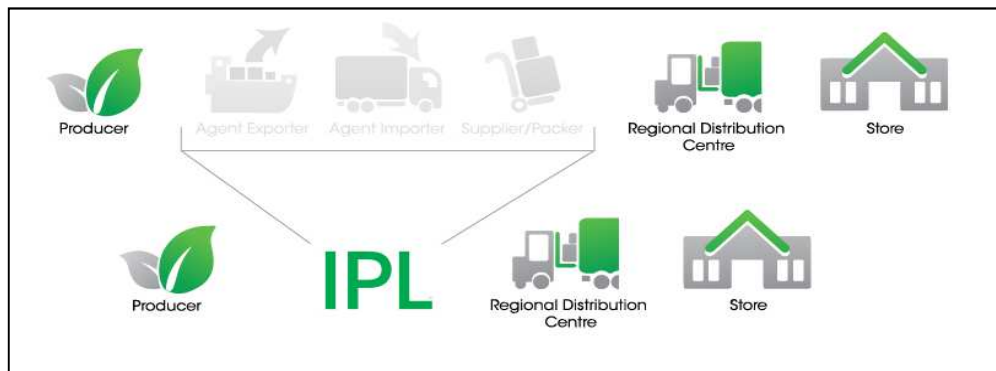 Producer
Agent Exporter
Agent Importer
Supplier/Packer
Regional Distribution
Centre
Store
Producer
IPL
Regional Distribution
Centre
Store